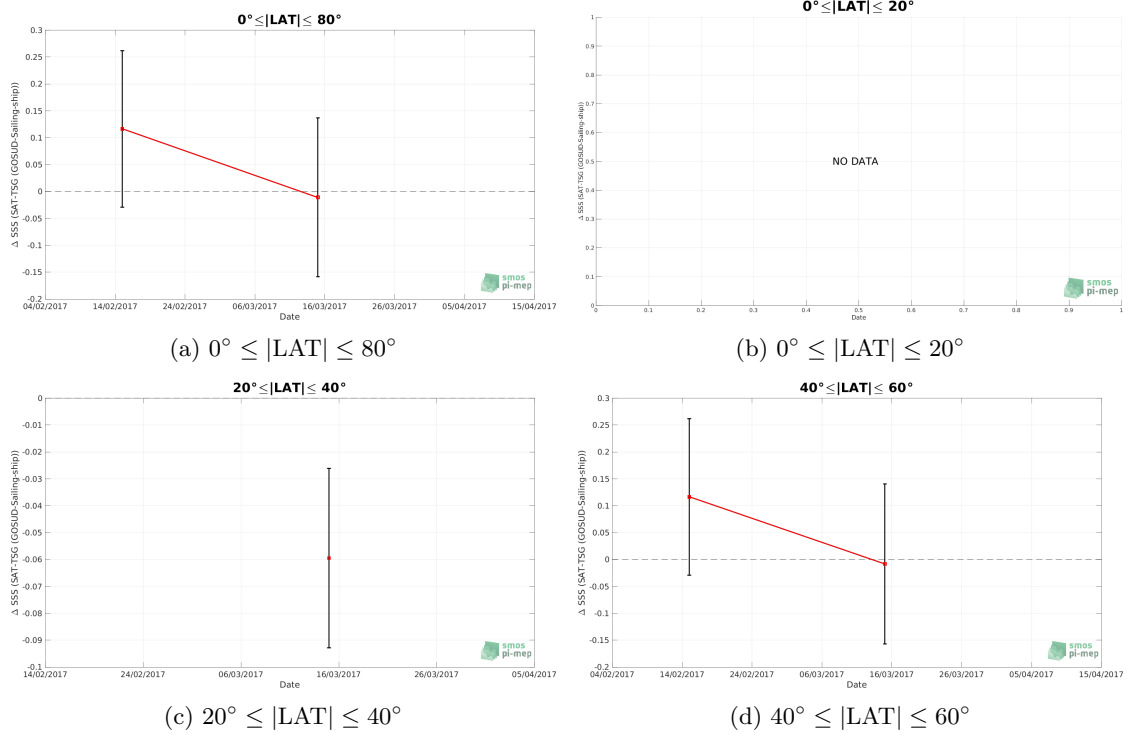 0°≤|LAT|≤ 80°
0.3
0.25
0.2
0.15
0.1
0.05
0
-0.05
-0.1
-0.15
-0.2
Δ SSS (SAT-TSG (GOSUD-Sailing-ship))
04/02/2017 14/02/2017 24/02/2017 06/03/2017 16/03/2017 26/03/2017 05/04/2017 15/04/2017
Date
smos
pi-mep
(a) 0° ≤ |LAT| ≤ 80°
0°≤|LAT|≤ 20°
1
0.9
0.8
0.7
0.6
0.5
0.4
0.3
0.2
0.1
0
Δ SSS (SAT-TSG (GOSUD-Sailing-ship))
NO DATA
0 0.1 0.2 0.3 0.4 0.5 0.6 0.7 0.8 0.9 1
Date
smos
pi-mep
(b) 0° ≤ |LAT| ≤ 20°
20°≤|LAT|≤ 40°
0
-0.01
-0.02
-0.03
-0.04
-0.05
-0.06
-0.07
-0.08
-0.09
-0.1
Δ SSS (SAT-TSG (GOSUD-Sailing-ship))
14/02/2017 24/02/2017 06/03/2017 16/03/2017 26/03/2017 05/04/2017
Date
smos
pi-mep
(c) 20° ≤ |LAT| ≤ 40°
40°≤|LAT|≤ 60°
0.3
0.25
0.2
0.15
0.1
0.05
0
-0.05
-0.1
-0.15
-0.2
Δ SSS (SAT-TSG (GOSUD-Sailing-ship))
04/02/2017 14/02/2017 24/02/2017 06/03/2017 16/03/2017 26/03/2017 05/04/2017 15/04/2017
Date
smos
pi-mep
(d) 40° ≤ |LAT| ≤ 60°